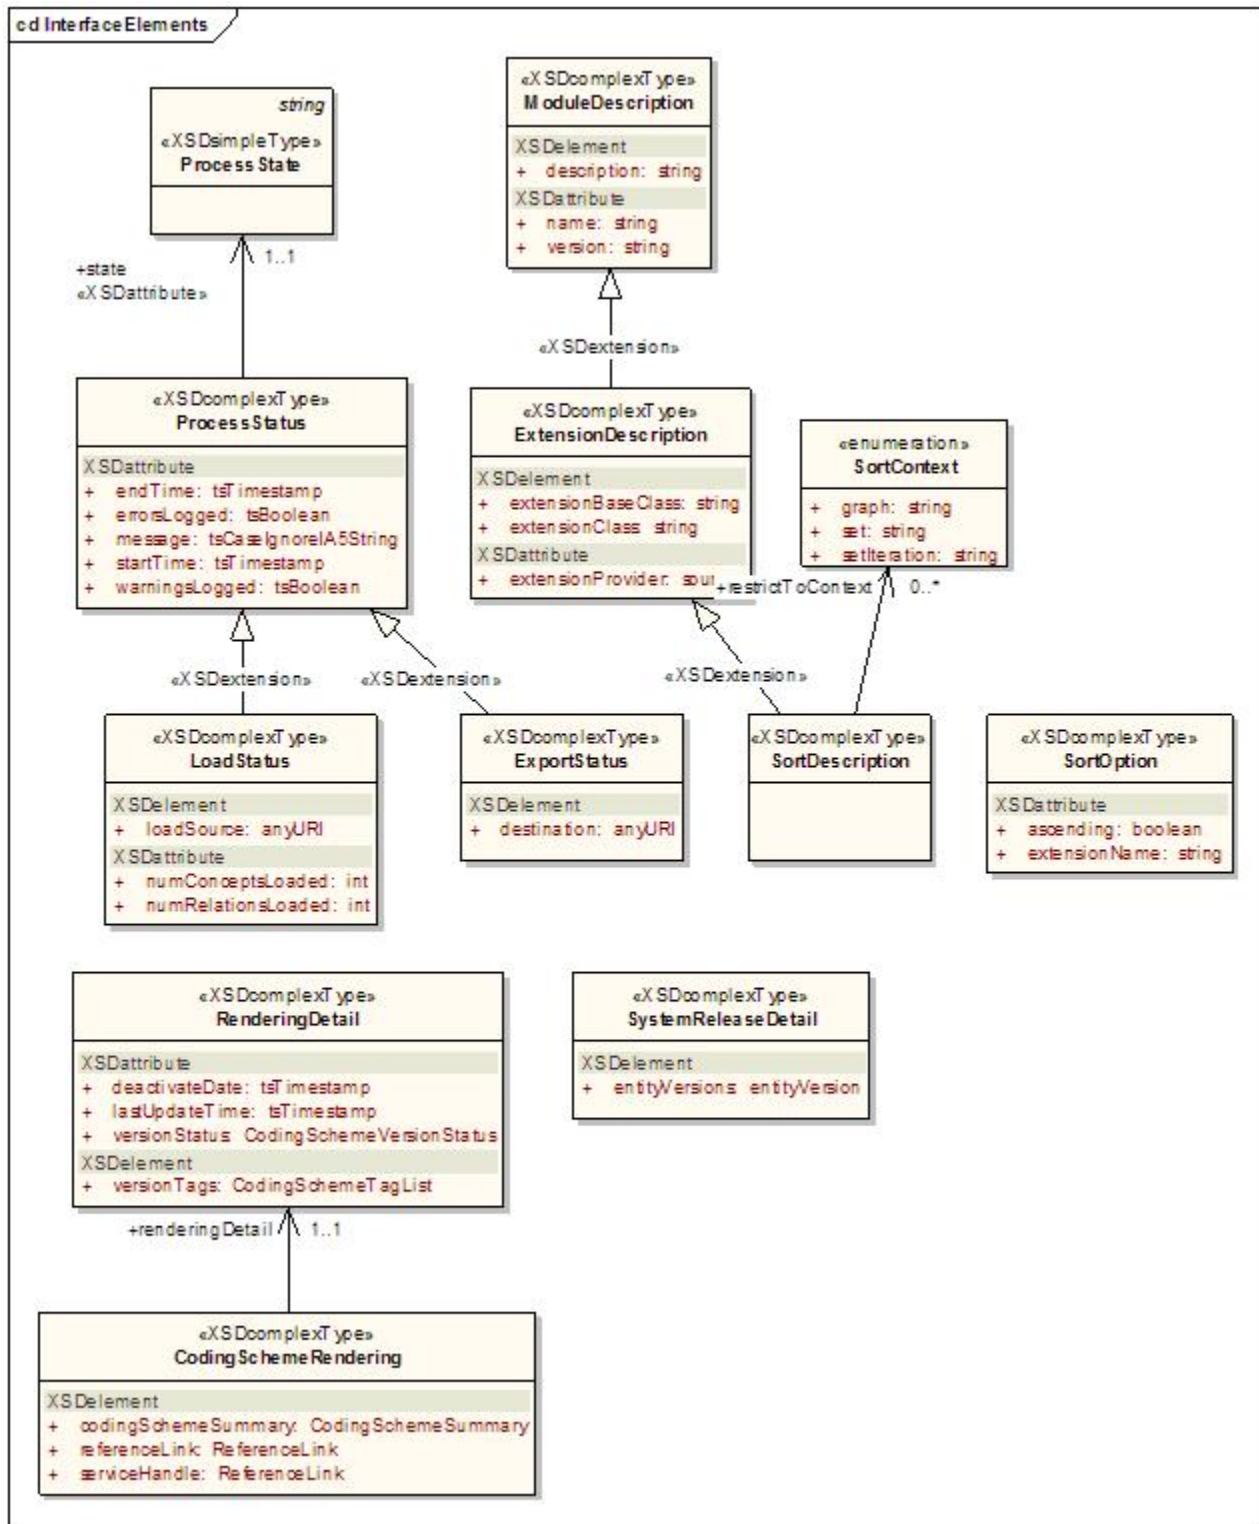 cd InterfaceElements
string
«XSDsimpleType»
ProcessState
«XSDcomplexType»
ModuleDescription
XSDelement
+ description: string
XSDattribute
+ name: string
+ version: string
1..1
+state
«XSDattribute»
«XSDextension»
«XSDcomplexType»
ProcessStatus
XSDattribute
+ endTime: tsTimestamp
+ errorsLogged: tsBoolean
+ message: tsCaseIgnoreIA5String
+ startTime: tsTimestamp
+ warningsLogged: tsBoolean
«XSDcomplexType»
ExtensionDescription
XSDelement
+ extensionBaseClass: string
+ extensionClass: string
XSDattribute
+ extensionProvider: sour
«enumeration»
SortContext
+ graph: string
+ set: string
+ setIteration: string
+restrictToContext
0..*
«XSDextension»
«XSDextension»
«XSDextension»
«XSDcomplexType»
LoadStatus
XSDelement
+ loadSource: anyURI
XSDattribute
+ numConceptsLoaded: int
+ numRelationsLoaded: int
«XSDcomplexType»
ExportStatus
XSDelement
+ destination: anyURI
«XSDcomplexType»
SortDescription
«XSDcomplexType»
SortOption
XSDattribute
+ ascending: boolean
+ extensionName: string
«XSDcomplexType»
RenderingDetail
XSDattribute
+ deactivateDate: tsTimestamp
+ lastUpdateTime: tsTimestamp
+ versionStatus: CodingSchemeVersionStatus
XSDelement
+ versionTags: CodingSchemeTagList
«XSDcomplexType»
SystemReleaseDetail
XSDelement
+ entityVersions: entityVersion
+renderingDetail
1..1
«XSDcomplexType»
CodingSchemeRendering
XSDelement
+ codingSchemeSummary: CodingSchemeSummary
+ referenceLink: ReferenceLink
+ serviceHandle: ReferenceLink